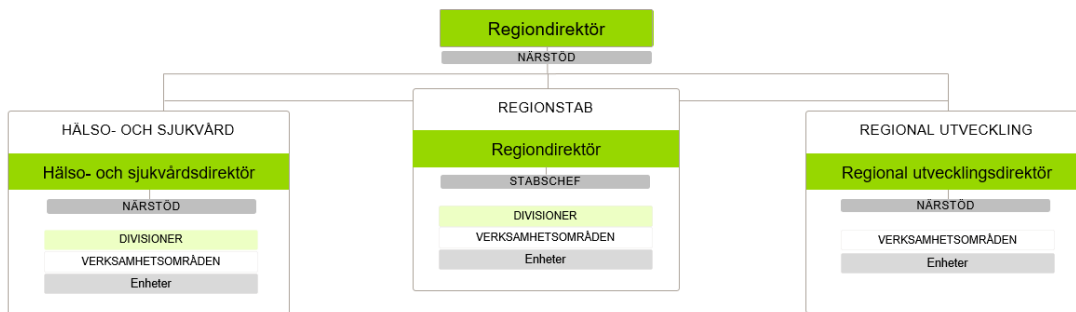 Regiondirektör
NÄRSTÖD
HÄLSO- OCH SJUKVÅRD
Hälso- och sjukvårdsdirektör
NÄRSTÖD
DIVISIONER
VERKSAMHETSOMRÅDEN
Enheter
REGIONSTAB
Regiondirektör
STABSCHEF
DIVISIONER
VERKSAMHETSOMRÅDEN
Enheter
REGIONAL UTVECKLING
Regional utvecklingsdirektör
NÄRSTÖD
VERKSAMHETSOMRÅDEN
Enheter